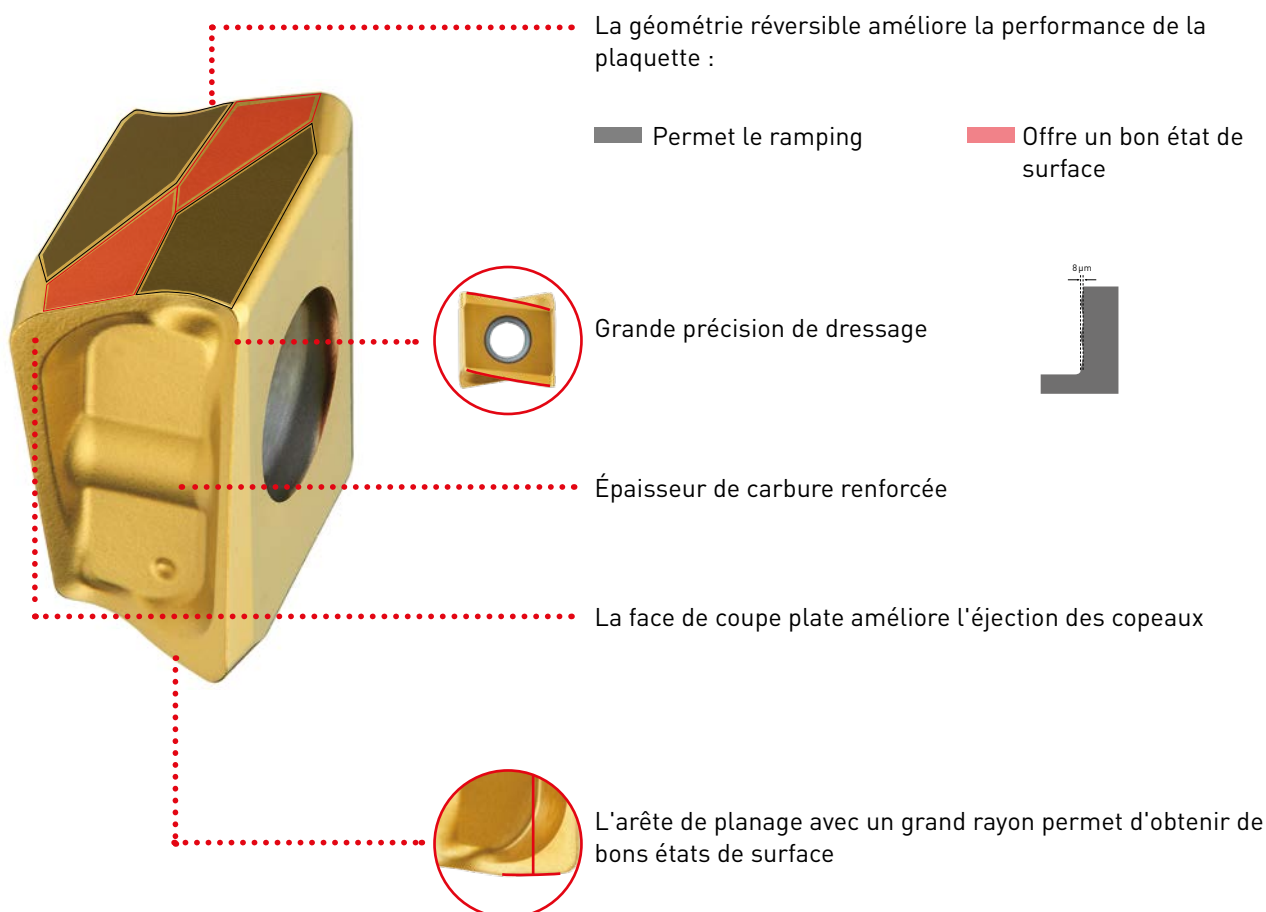 La géométrie réversible améliore la performance de la
plaquette :
Permet le ramping
Offre un bon état de
surface
8µm
Grande précision de dressage
Épaisseur de carbure renforcée
La face de coupe plate améliore l'éjection des copeaux
L'arête de planage avec un grand rayon permet d'obtenir de
bons états de surface